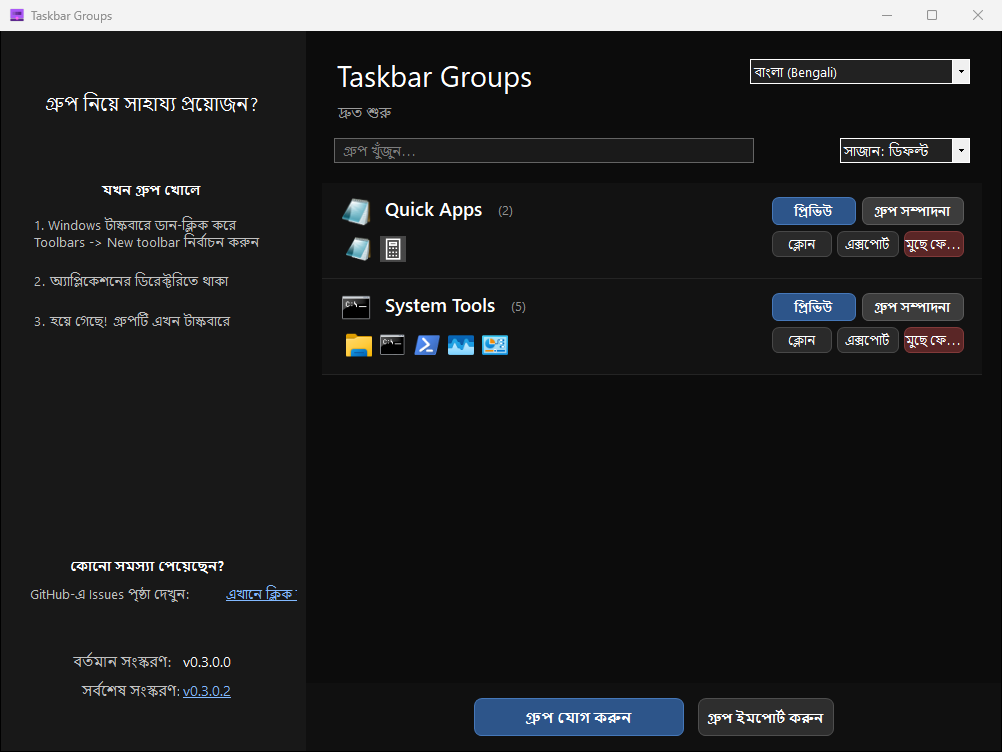 Taskbar Groups
গ্রুপ নিয়ে সাহায্য প্রয়োজন?
যখন গ্রুপ খোলে
1. Windows টাস্কবারে ডান-ক্লিক করে
Toolbars -> New toolbar নির্বাচন করুন
2. অ্যাপ্লিকেশনের ডিরেক্টরিতে থাকা
3. হয়ে গেছে! গ্রুপটি এখন টাস্কবারে
কোনো সমস্যা পেয়েছেন?
GitHub-এ Issues পৃষ্ঠা দেখুন: এখানে ক্লিক
বর্তমান সংস্করণ: v0.3.0.0
সর্বশেষ সংস্করণ: v0.3.0.2
Taskbar Groups
বাংলা (Bengali)
দ্রুত শুরু
গ্রুপ খুঁজুন...
সাজান: ডিফল্ট
Quick Apps (2)
প্রিভিউ গ্রুপ সম্পাদনা
ক্লোন এক্সপোর্ট মুছে ফে...
System Tools (5)
প্রিভিউ গ্রুপ সম্পাদনা
ক্লোন এক্সপোর্ট মুছে ফে...
গ্রুপ যোগ করুন গ্রুপ ইমপোর্ট করুন